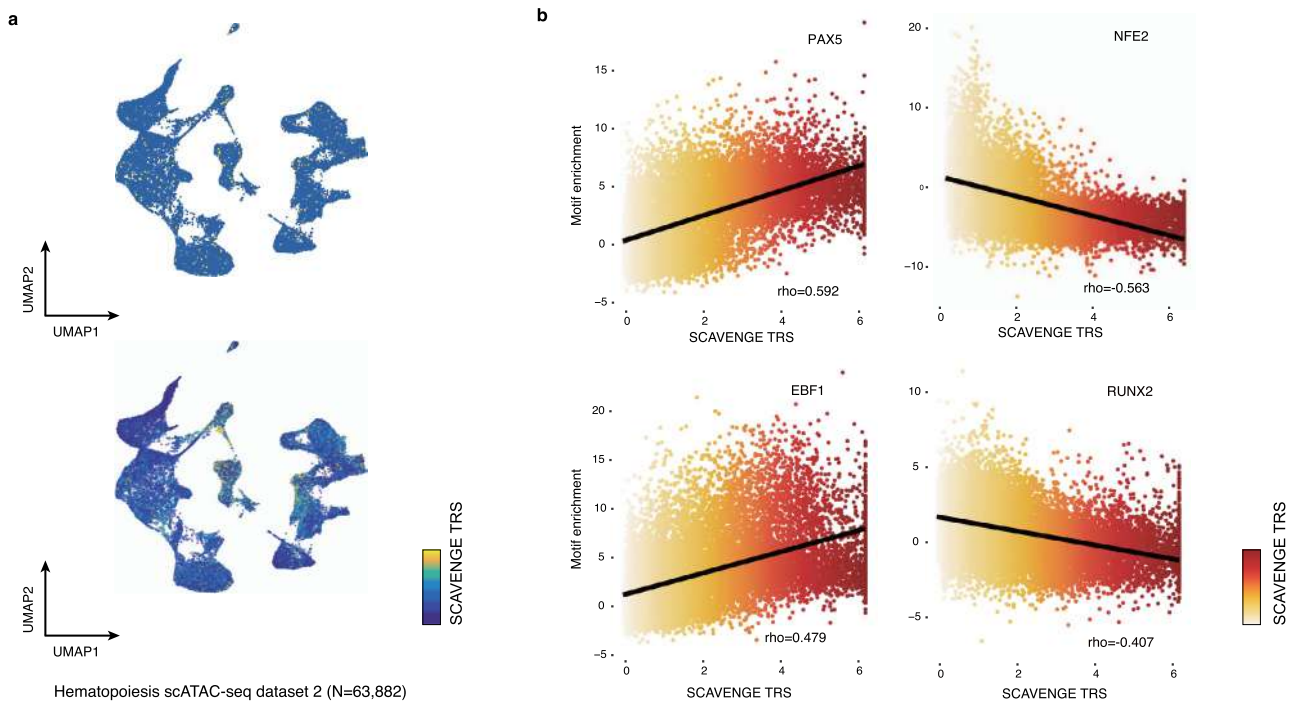 a
UMAP2
UMAP1
UMAP2
UMAP1
SCAVENGE TRS
Hematopoiesis scATAC-seq dataset 2 (N=63,882)
b
PAX5
Motif enrichment
15
10
5
0
−5
rho=0.592
0 2 4 6
SCAVENGE TRS
NFE2
20
10
0
−10
rho=-0.563
0 2 4 6
SCAVENGE TRS
EBF1
Motif enrichment
20
15
10
5
0
−5
rho=0.479
0 2 4 6
SCAVENGE TRS
RUNX2
10
5
0
−5
rho=-0.407
0 2 4 6
SCAVENGE TRS
SCAVENGE TRS